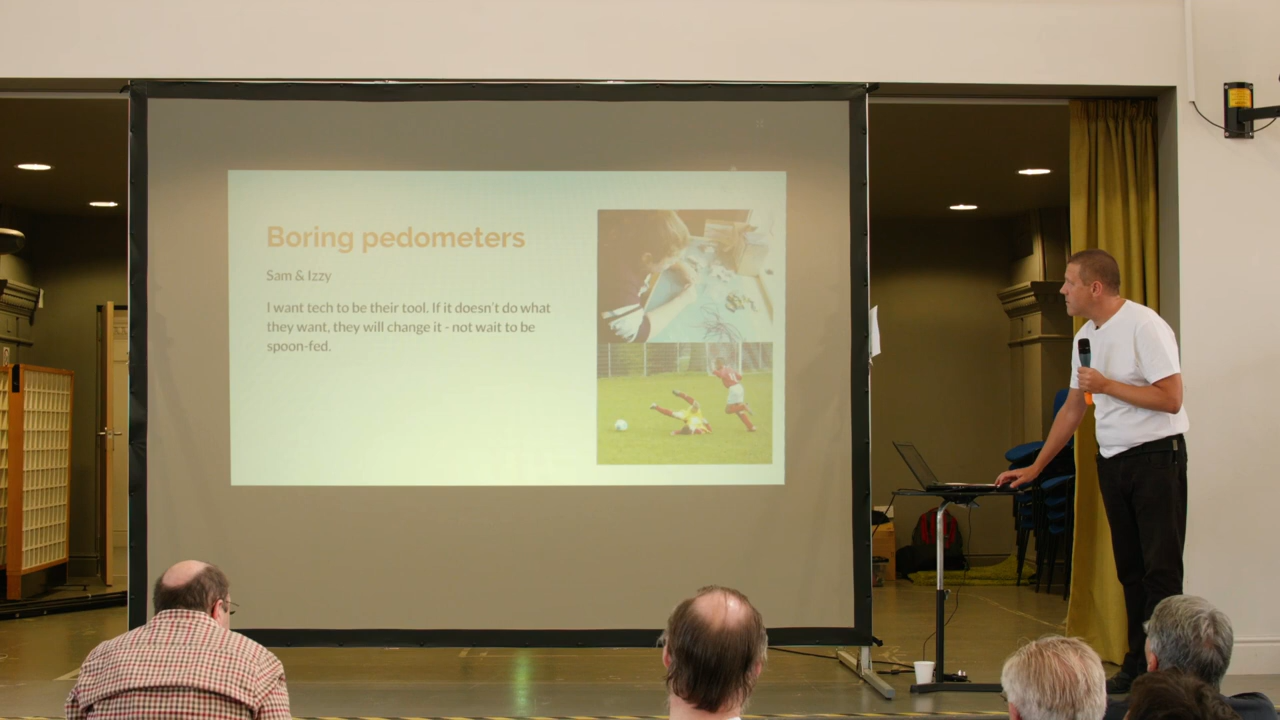 Boring pedometers
Sam & Izzy
I want tech to be their tool. If it doesn't do what
they want, they will change it - not wait to be
spoon-fed.